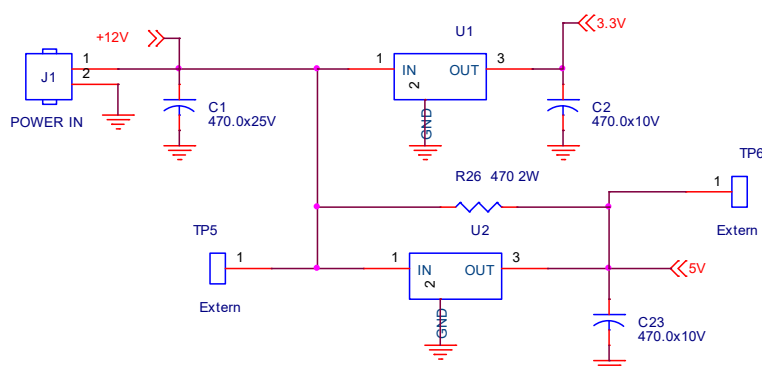 +12V
U1
3.3V
1
2
J1
POWER IN
1
IN
OUT
3
2
GND
C1
470.0x25V
C2
470.0x10V
R26 470 2W
TP6
1
Extern
TP5
1
Extern
U2
1
IN
OUT
3
2
GND
5V
C23
470.0x10V